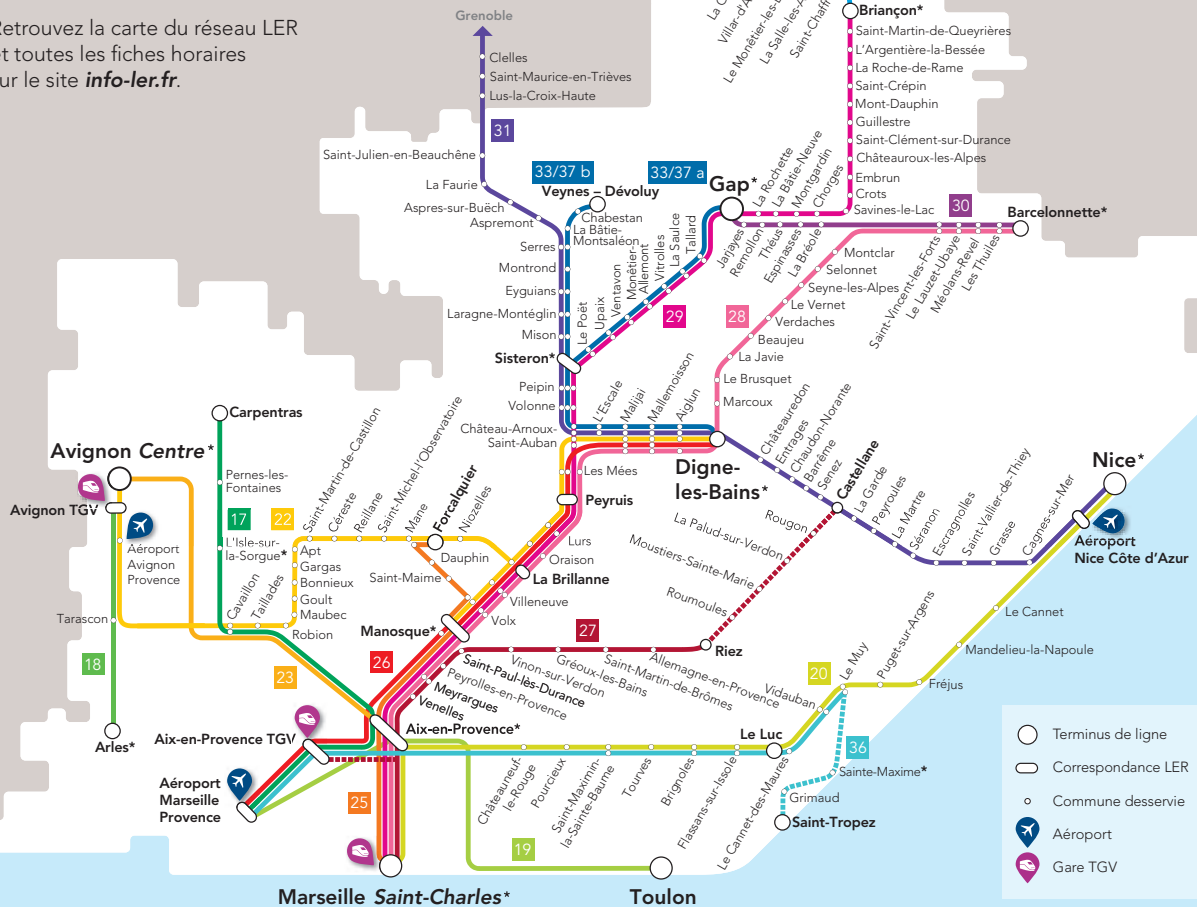 Retrouvez la carte du réseau LER
et toutes les fiches horaires
sur le site info-ler.fr.
Grenoble
Clelles
Saint-Maurice-en-Trièves
Lus-la-Croix-Haute
31
Saint-Julien-en-Beauchêne
La Faurie
Aspres-sur-Buëch
Aspremont
Serres
Montrond
Eyguians
Laragne-Montéglin
Mison
Sisteron*
Peipin
Volonne
Château-Arnoux-
Saint-Auban
33/37 b
Veynes – Dévoluy
Chabestan
La Bâtie-
Montsaléon
33/37 a
Gap*
Le Poët
Upaix
Ventavon
Monêtier-
Allemont
Vitrolles
La Saulce
Tallard
29
Le Monêtier-les-
Briançon*
Saint-Martin-de-Queyrières
L'Argentière-la-Bessée
La Roche-de-Rame
Saint-Crépin
Mont-Dauphin
Guillestre
Saint-Clément-sur-Durance
Châteauroux-les-Alpes
Embrun
Crots
Savines-le-Lac
La Rochette
La Bâtie-Neuve
Montgardin
Chorges
30
Barcelonnette*
Jarjayes
Remollon
Théus
Espinasses
La Bréole
Saint-Vincent-les-Forts
Le Lauzet-Ubaye
Méolans-Revel
Les Thuiles
28
Montclar
Selonnet
Seyne-les-Alpes
Le Vernet
Verdaches
Beaujeu
La Javie
Le Brusquet
Marcoux
L'Escale
Malijai
Mallemoisson
Aiglun
Digne-
les-Bains*
Châteauredon
Entrages
Chaudon-Norante
Barrême
Senez
Castellane
La Garde
Peyroules
La Martre
Séranon
Escragnolles
Saint-Vallier-de-Thiey
Grasse
Cagnes-sur-Mer
Nice*
Aéroport
Nice Côte d'Azur
Carpentras
Pernes-les-
Fontaines
17
L'Isle-sur-
la-Sorgue*
Avignon Centre*
Avignon TGV
Aéroport
Avignon
Provence
Tarascon
18
Arles*
Cavaillon
Taillades
Robion
Maubec
Goult
Bonnieux
Gargas
Apt
22
Saint-Martin-de-Castillon
Céreste
Reillanne
Saint-Michel-l'Observatoire
Mane
Forcalquier
Niozelles
Dauphin
Saint-Maime
Les Mées
Peyruis
Lurs
Oraison
La Brillanne
Villeneuve
Volx
Manosque*
23
26
27
Saint-Paul-lès-Durance
Peyrolles-en-Provence
Meyrargues
Venelles
Vinon-sur-Verdon
Gréoux-les-Bains
Saint-Martin-de-Brômes
Allemagne-en-Provence
Riez
Roumoules
Moustiers-Sainte-Marie
La Palud-sur-Verdon
Rougon
Aix-en-Provence TGV
Aix-en-Provence*
Aéroport
Marseille
Provence
25
19
Marseille Saint-Charles*
Toulon
Châteauneuf-
le-Rouge
Pourcieux
Saint-Maximin-
la-Sainte-Baume
Tourves
Brignoles
Flassans-sur-Issole
Le Luc
Le Cannet-des-Maures
Vidauban
20
Le Muy
Puget-sur-Argens
Fréjus
Mandelieu-la-Napoule
Le Cannet
36
Sainte-Maxime*
Grimaud
Saint-Tropez
Terminus de ligne
Correspondance LER
Commune desservie
Aéroport
Gare TGV